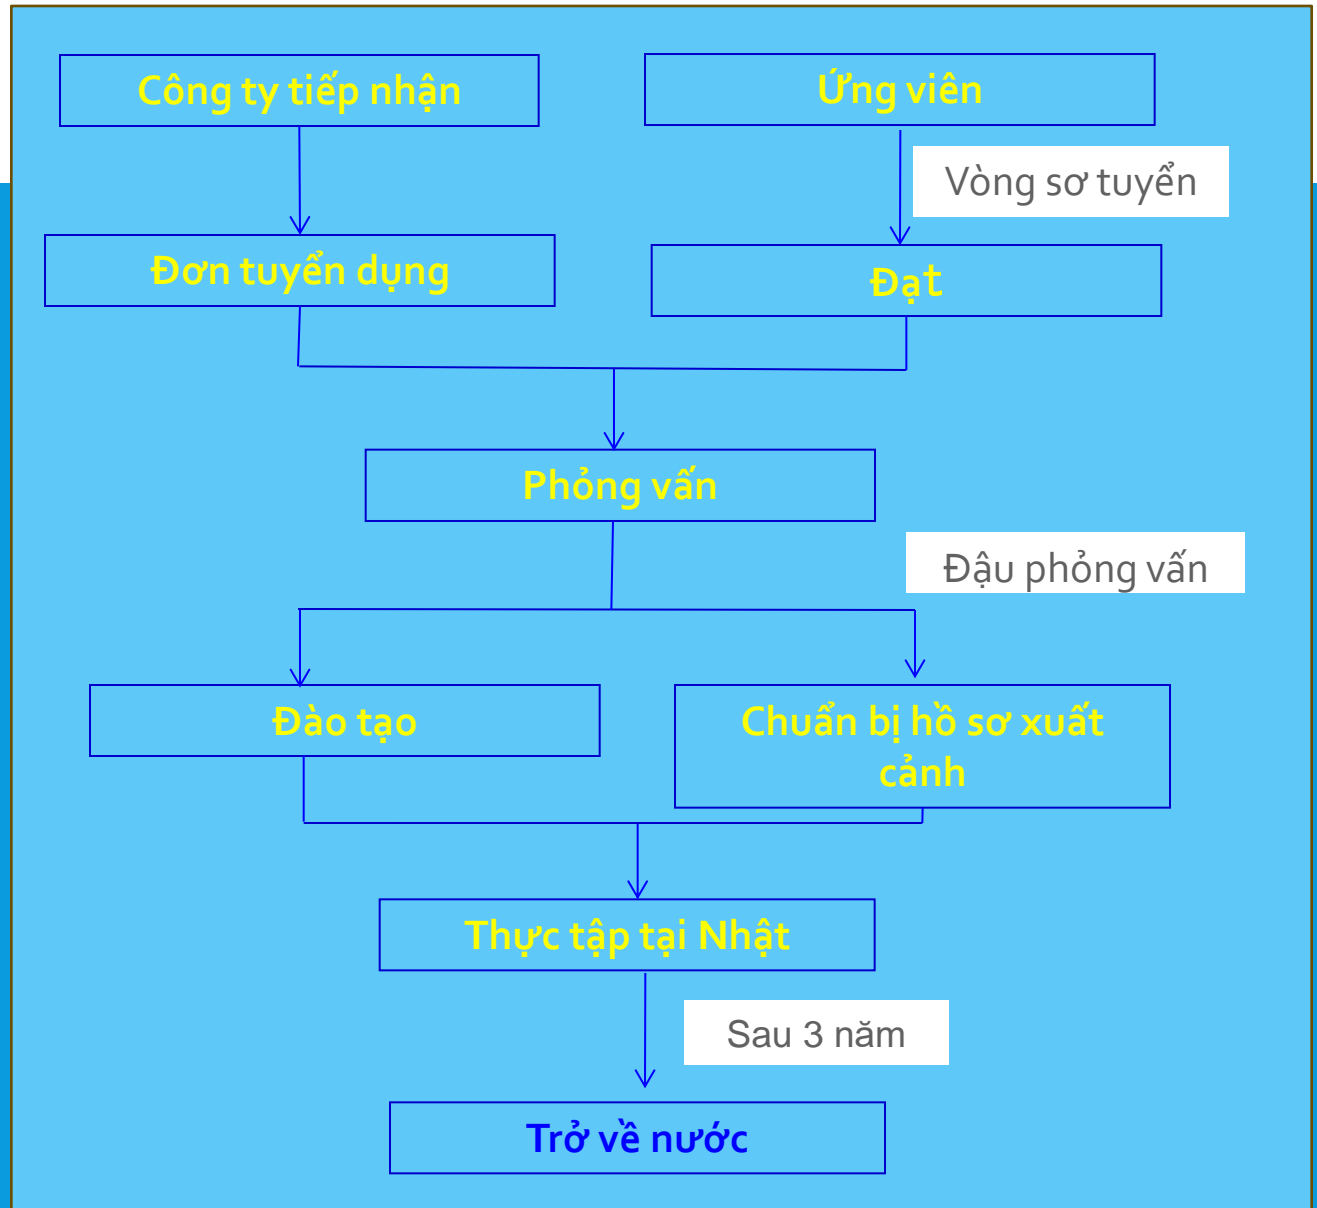 Công ty tiếp nhận
Ứng viên
Vòng sơ tuyển
Đơn tuyển dụng
Đạt
Phỏng vấn
Đậu phỏng vấn
Đào tạo
Chuẩn bị hồ sơ xuất
cảnh
Thực tập tại Nhật
Sau 3 năm
Trở về nước